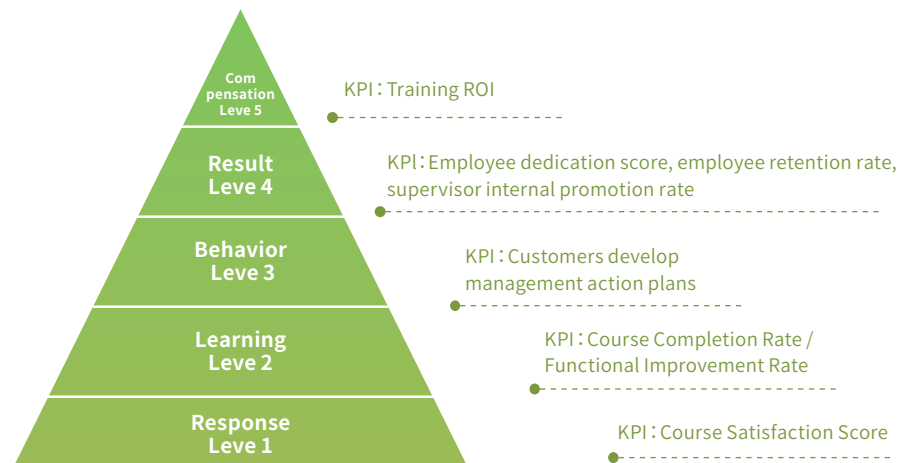 Com
pensation
Leve 5
KPI：Training ROI
Result
Leve 4
KPl：Employee dedication score, employee retention rate,
supervisor internal promotion rate
Behavior
Leve 3
KPI：Customers develop
management action plans
Learning
Leve 2
KPI：Course Completion Rate /
Functional Improvement Rate
Response
Leve 1
KPI：Course Satisfaction Score